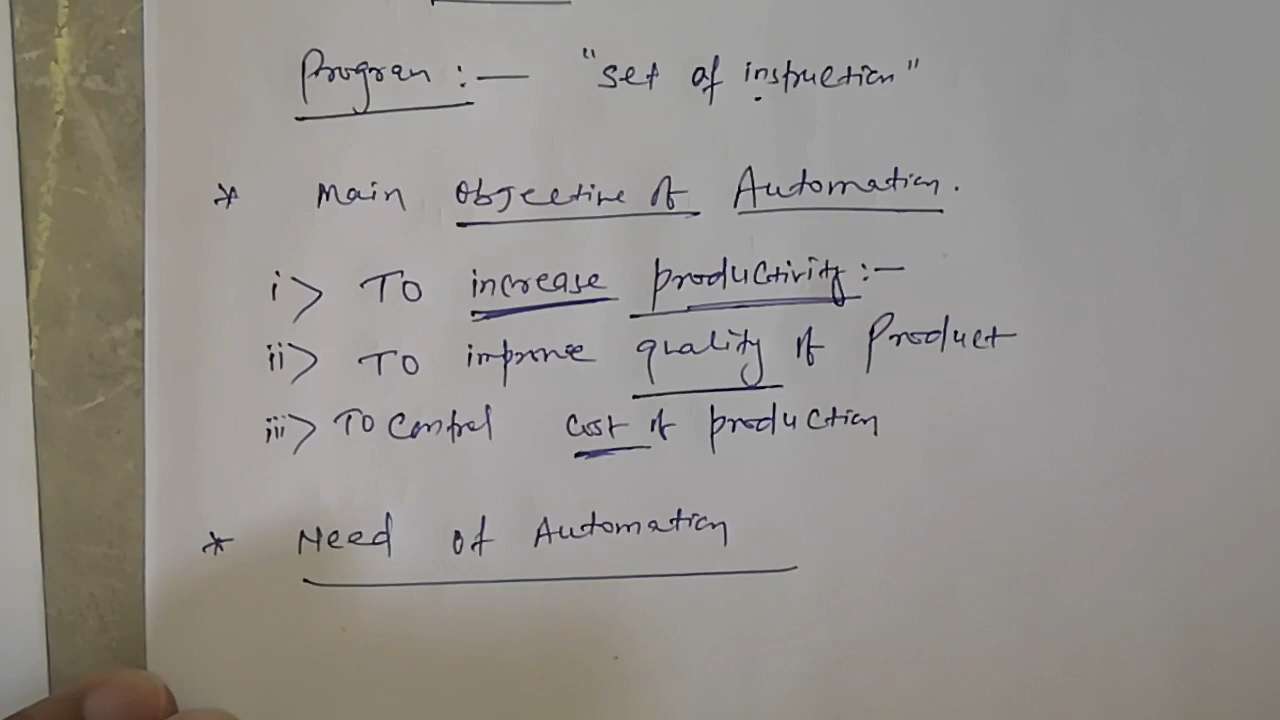 Program :— "set of instruction"
* Main Objective of Automation.
i> To increase productivity :—
ii> To improve quality of Product
iii> To Control Cost of production
* Need of Automation